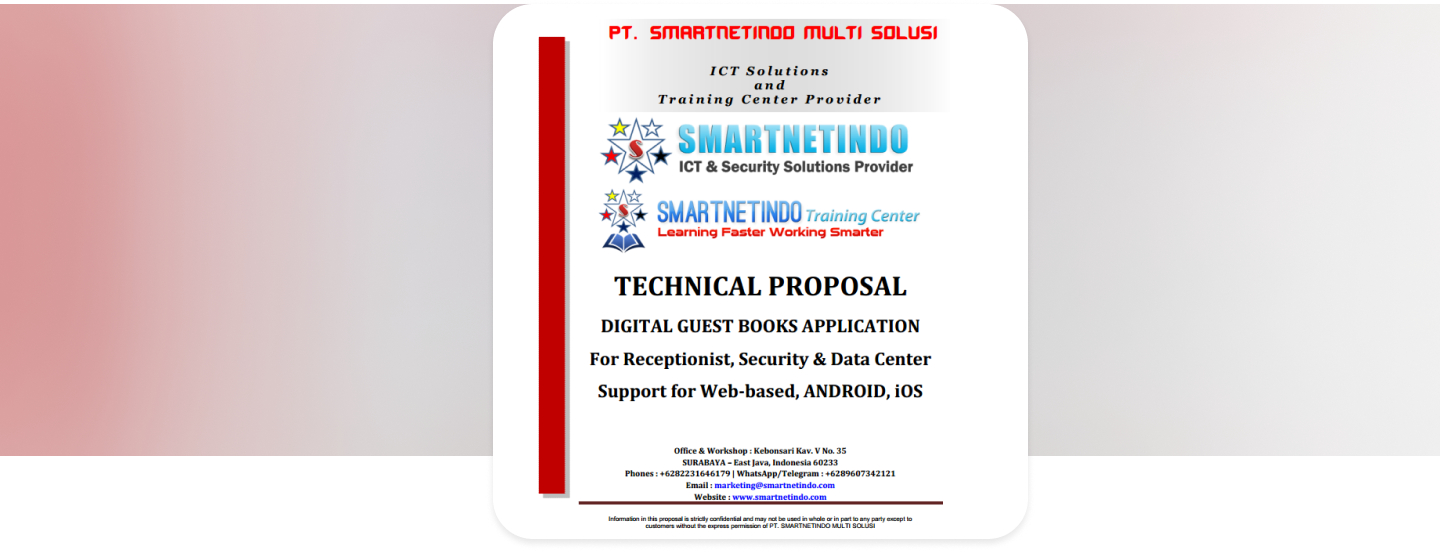 PT. SMARTNETINDO MULTI SOLUSI
ICT Solutions
and
Training Center Provider
S
SMARTNETINDO
ICT & Security Solutions Provider
S
SMARTNETINDO Training Center
Learning Faster Working Smarter
TECHNICAL PROPOSAL
DIGITAL GUEST BOOKS APPLICATION
For Receptionist, Security & Data Center
Support for Web-based, ANDROID, iOS
Office & Workshop : Kebonsari Kav. V No. 35
SURABAYA – East Java, Indonesia 60233
Phones : +6282231646179 | WhatsApp/Telegram : +6289607342121
Email : marketing@smartnetindo.com
Website : www.smartnetindo.com
Information in this proposal is strictly confidential and may not be used in whole or in part to any party except to
customers without the express permission of PT. SMARTNETINDO MULTI SOLUSI